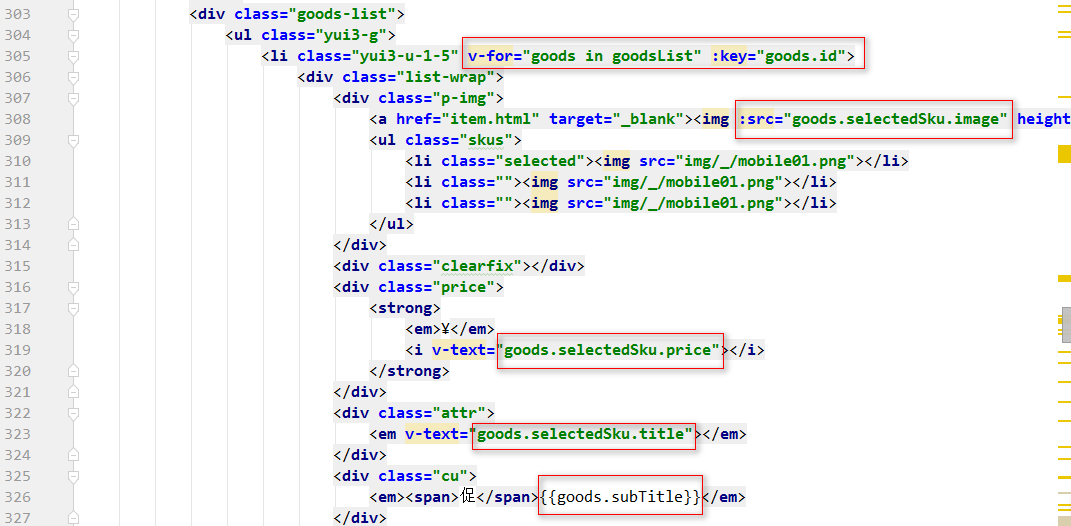 303 <div class="goods-list">
304 <ul class="yui3-g">
305 <li class="yui3-u-1-5" v-for="goods in goodsList" :key="goods.id">
306 <div class="list-wrap">
307 <div class="p-img">
308 <a href="item.html" target="_blank"><img :src="goods.selectedSku.image" height
309 <ul class="skus">
310 <li class="selected"><img src="img/_/mobile01.png"></li>
311 <li class=""><img src="img/_/mobile01.png"></li>
312 <li class=""><img src="img/_/mobile01.png"></li>
313 </ul>
314 </div>
315 <div class="clearfix"></div>
316 <div class="price">
317 <strong>
318 <em>¥</em>
319 <i v-text="goods.selectedSku.price"></i>
320 </strong>
321 </div>
322 <div class="attr">
323 <em v-text="goods.selectedSku.title"></em>
324 </div>
325 <div class="cu">
326 <em><span>促</span>{{goods.subTitle}}</em>
327 </div>